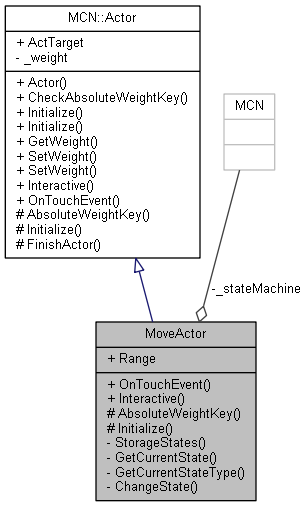 MCN::Actor
+ ActTarget
- _weight
+ Actor()
+ CheckAbsoluteWeightKey()
+ Initialize()
+ Initialize()
+ GetWeight()
+ SetWeight()
+ SetWeight()
+ Interactive()
+ OnTouchEvent()
# AbsoluteWeightKey()
# Initialize()
# FinishActor()
MCN
-_stateMachine
MoveActor
+ Range
+ OnTouchEvent()
+ Interactive()
# AbsoluteWeightKey()
# Initialize()
- StorageStates()
- GetCurrentState()
- GetCurrentStateType()
- ChangeState()